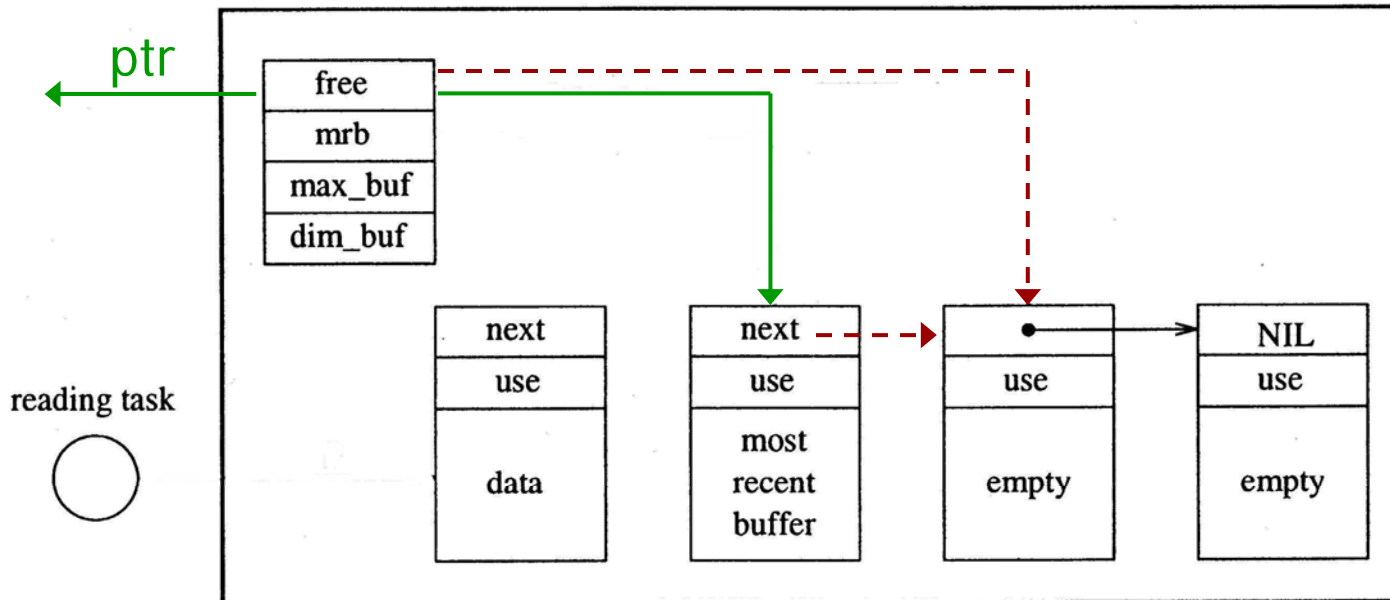 ptr
free
mrb
max_buf
dim_buf
next
next
NIL
use
use
use
use
reading task
data
most
recent
buffer
empty
empty